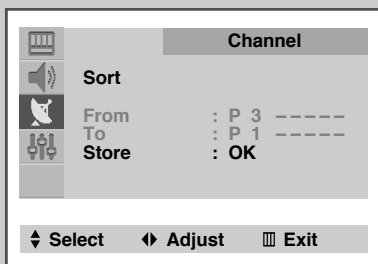 Channel
Sort
From : P 3 –––––
To : P 1 –––––
Store : OK
Select Adjust Exit